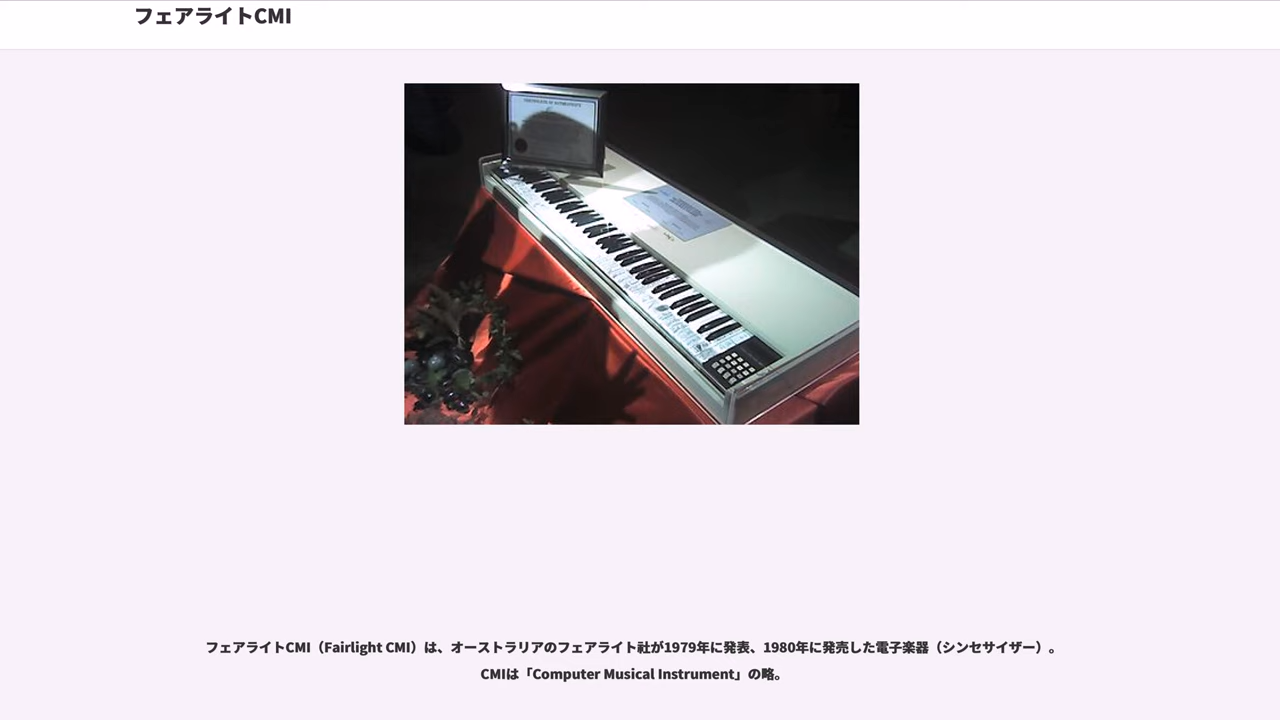 フェアライトCMI
フェアライトCMI（Fairlight CMI）は、オーストラリアのフェアライト社が1979年に発表、1980年に発売した電子楽器（シンセサイザー）。
CMIは「Computer Musical Instrument」の略。